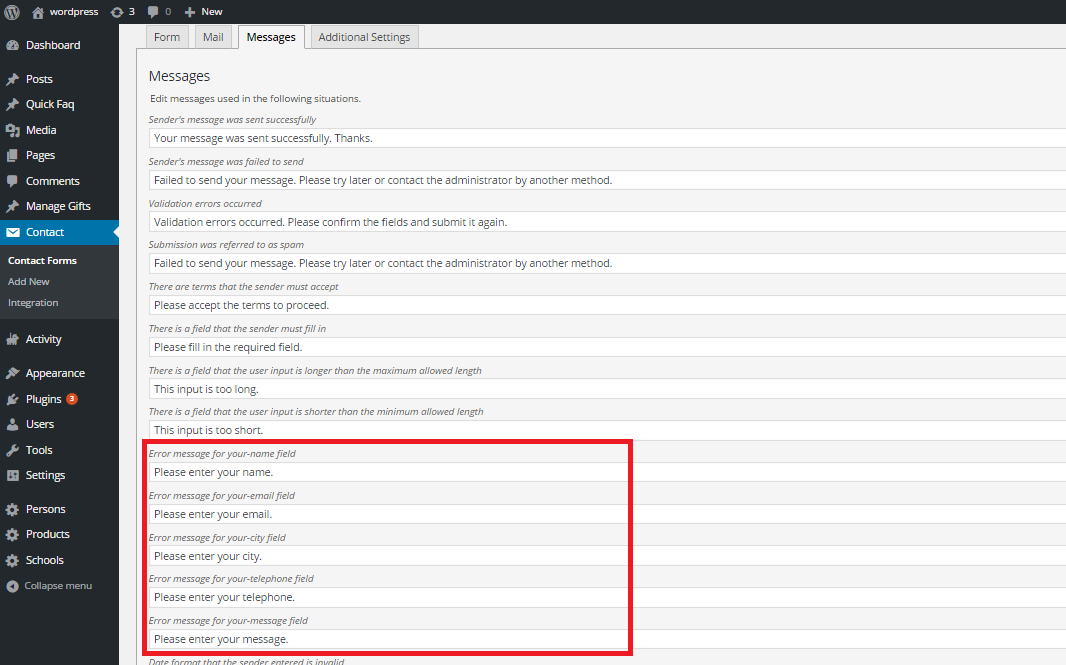 wordpress 3 0 New
Form Mail Messages Additional Settings
Dashboard
Posts
Quick Faq
Media
Pages
Comments
Manage Gifts
Contact
Contact Forms
Add New
Integration
Activity
Appearance
Plugins 3
Users
Tools
Settings
Persons
Products
Schools
Collapse menu
Messages
Edit messages used in the following situations.
Sender's message was sent successfully
Your message was sent successfully. Thanks.
Sender's message was failed to send
Failed to send your message. Please try later or contact the administrator by another method.
Validation errors occurred
Validation errors occurred. Please confirm the fields and submit it again.
Submission was referred to as spam
Failed to send your message. Please try later or contact the administrator by another method.
There are terms that the sender must accept
Please accept the terms to proceed.
There is a field that the sender must fill in
Please fill in the required field.
There is a field that the user input is longer than the maximum allowed length
This input is too long.
There is a field that the user input is shorter than the minimum allowed length
This input is too short.
Error message for your-name field
Please enter your name.
Error message for your-email field
Please enter your email.
Error message for your-city field
Please enter your city.
Error message for your-telephone field
Please enter your telephone.
Error message for your-message field
Please enter your message.
Date format that the sender entered is invalid